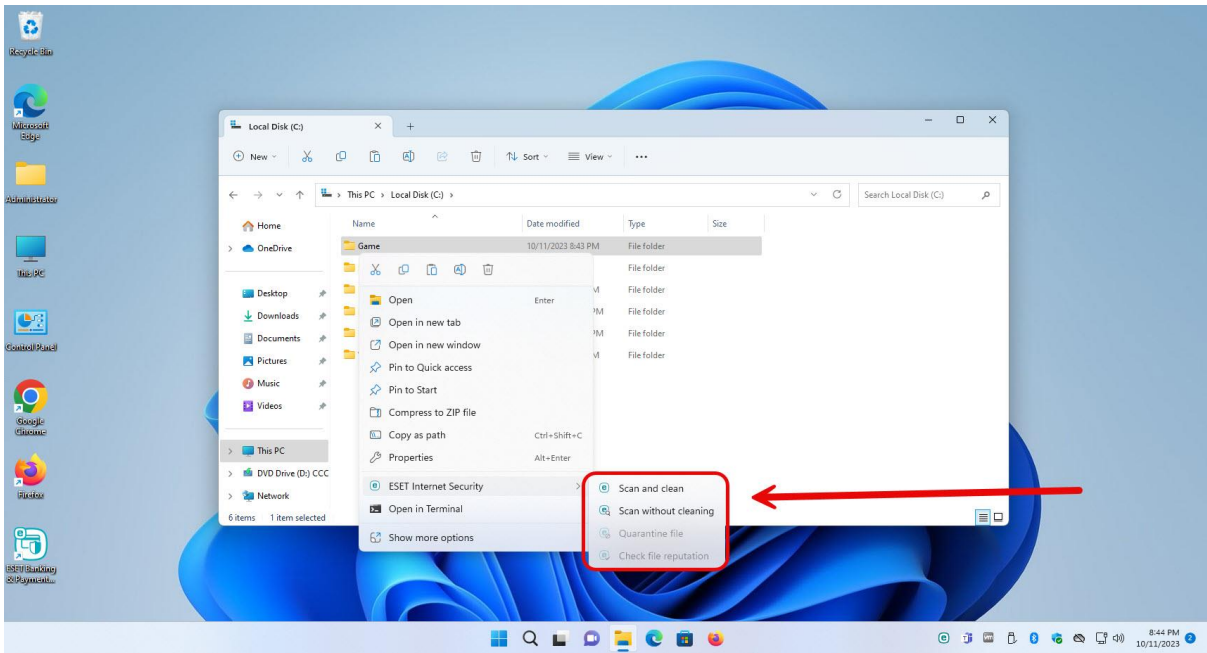 Recycle Bin
Microsoft
Edge
Administrator
This PC
Control Panel
Google
Chrome
Firefox
ESET Banking
& Payment...
Local Disk (C:)
New
Sort
View
This PC > Local Disk (C:) >
Search Local Disk (C:)
Home
OneDrive
Desktop
Downloads
Documents
Pictures
Music
Videos
This PC
DVD Drive (D:) CCC
Network
Name Date modified Type Size
Game 10/11/2023 8:43 PM File folder
File folder
M File folder
PM File folder
PM File folder
M File folder
Open Enter
Open in new tab
Open in new window
Pin to Quick access
Pin to Start
Compress to ZIP file
Copy as path Ctrl+Shift+C
Properties Alt+Enter
ESET Internet Security
Open in Terminal
Show more options
Scan and clean
Scan without cleaning
Quarantine file
Check file reputation
6 items 1 item selected
8:44 PM
10/11/2023